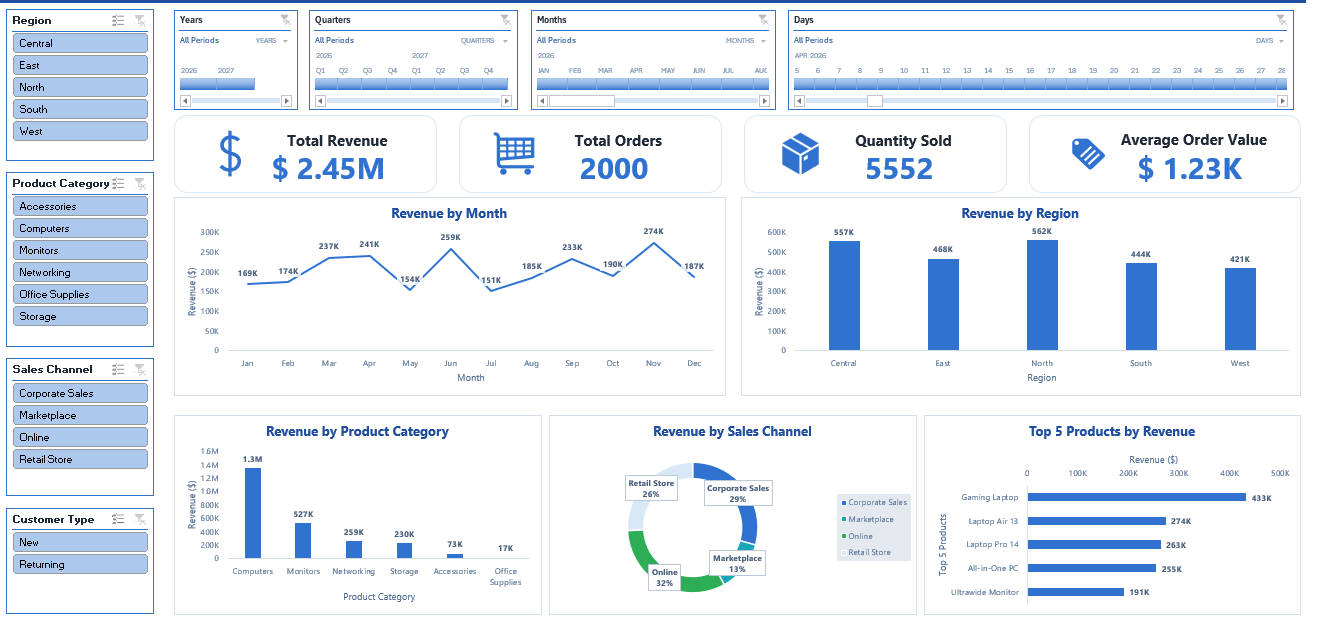 Region
Central
East
North
South
West
Product Category
Accessories
Computers
Monitors
Networking
Office Supplies
Storage
Sales Channel
Corporate Sales
Marketplace
Online
Retail Store
Customer Type
New
Returning
Years
All Periods YEARS
2026 2027
Quarters
All Periods QUARTERS
2026 2027
Q1 Q2 Q3 Q4 Q1 Q2 Q3 Q4
Months
All Periods MONTHS
2026
JAN FEB MAR APR MAY JUN JUL AUG
Days
All Periods DAYS
APR 2026
5 6 7 8 9 10 11 12 13 14 15 16 17 18 19 20 21 22 23 24 25 26 27 28
Total Revenue
$ 2.45M
Total Orders
2000
Quantity Sold
5552
Average Order Value
$ 1.23K
Revenue by Month
Revenue ($)
300K
250K
200K
150K
100K
50K
0
169K 174K 237K 241K 154K 259K 151K 185K 233K 190K 274K 187K
Jan Feb Mar Apr May Jun Jul Aug Sep Oct Nov Dec
Month
Revenue by Region
Revenue ($)
600K
500K
400K
300K
200K
100K
0
557K 468K 562K 444K 421K
Central East North South West
Region
Revenue by Product Category
Revenue ($)
1.6M
1.4M
1.2M
1.0M
800K
600K
400K
200K
0
1.3M 527K 259K 230K 73K 17K
Computers Monitors Networking Storage Accessories Office
Supplies
Product Category
Revenue by Sales Channel
Retail Store
26%
Corporate Sales
29%
Marketplace
13%
Online
32%
Corporate Sales
Marketplace
Online
Retail Store
Top 5 Products by Revenue
Revenue ($)
0 100K 200K 300K 400K 500K
Top 5 Products
Gaming Laptop 433K
Laptop Air 13 274K
Laptop Pro 14 263K
All-in-One PC 255K
Ultrawide Monitor 191K